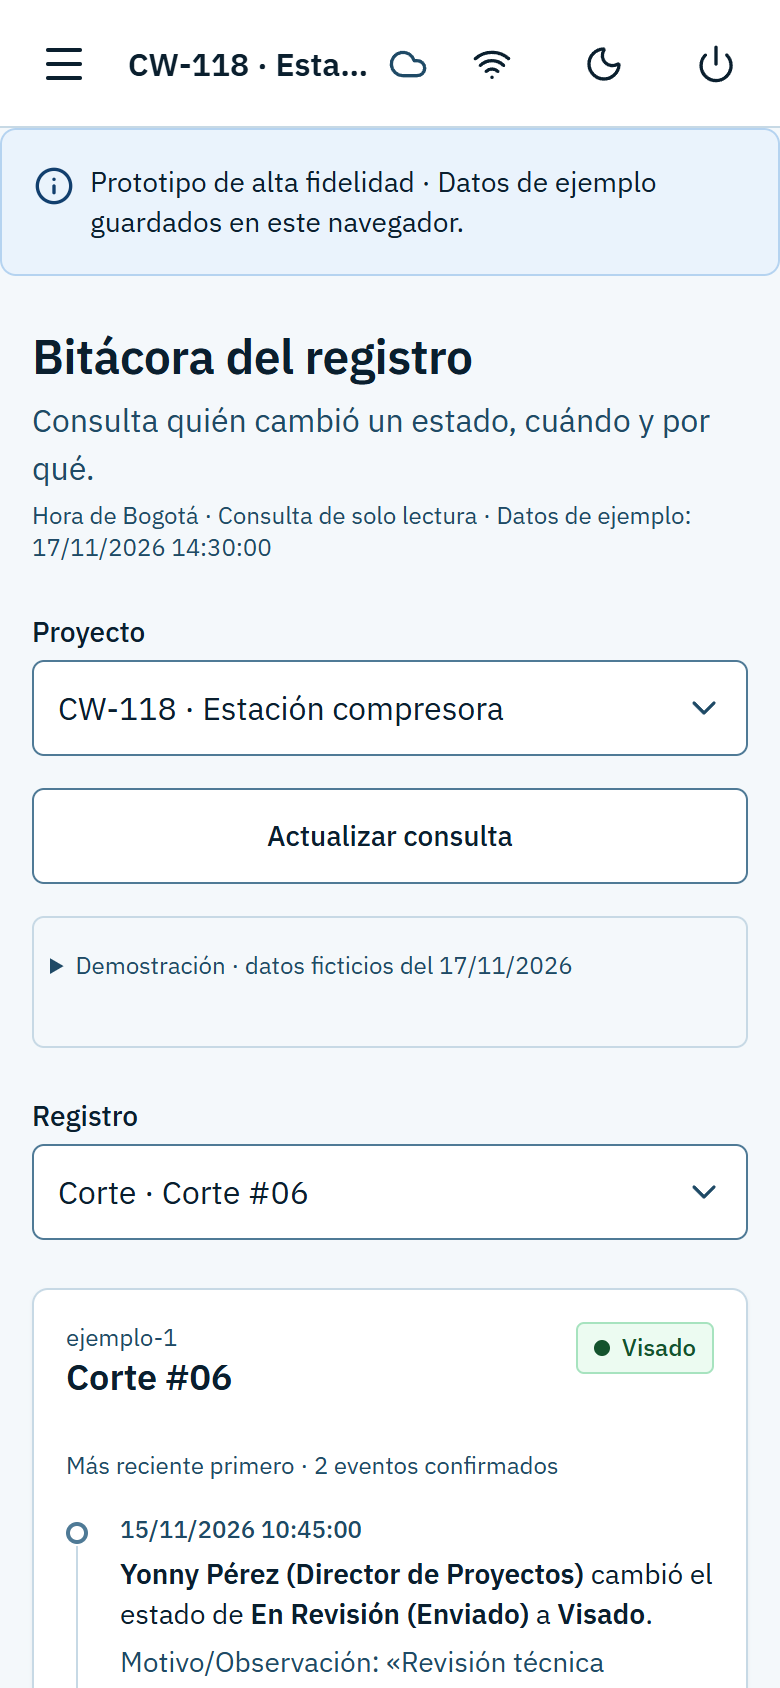 CW-118 · Esta...
Prototipo de alta fidelidad · Datos de ejemplo
guardados en este navegador.
Bitácora del registro
Consulta quién cambió un estado, cuándo y por
qué.
Hora de Bogotá · Consulta de solo lectura · Datos de ejemplo:
17/11/2026 14:30:00
Proyecto
CW-118 · Estación compresora
Actualizar consulta
Demostración · datos ficticios del 17/11/2026
Registro
Corte · Corte #06
ejemplo-1
Visado
Corte #06
Más reciente primero · 2 eventos confirmados
15/11/2026 10:45:00
Yonny Pérez (Director de Proyectos) cambió el
estado de En Revisión (Enviado) a Visado.
Motivo/Observación: «Revisión técnica